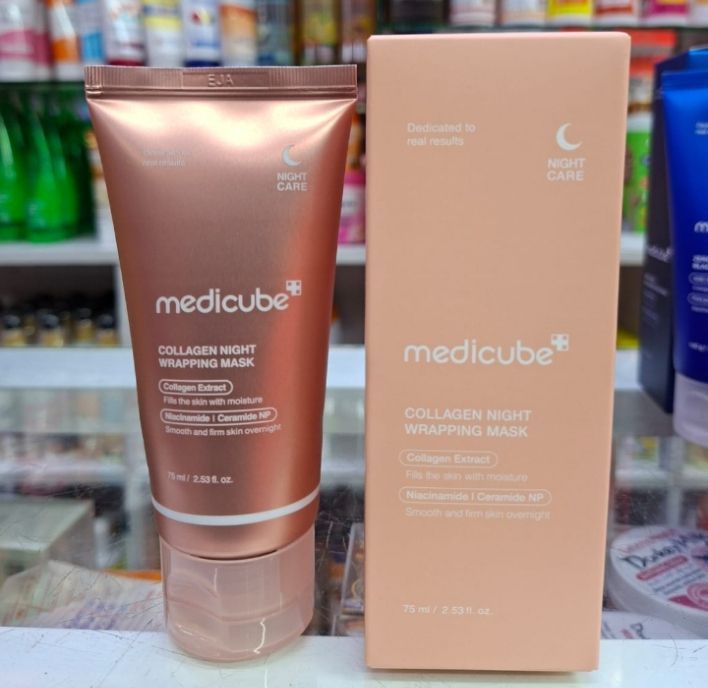 EJA
real results
NIGHT
CARE
medicube
COLLAGEN NIGHT
WRAPPING MASK
Collagen Extract
Fills the skin with moisture
Niacinamide | Ceramide NP
Smooth and firm skin overnight
75 ml / 2.53 fl. oz.
Dedicated to
real results
NIGHT
CARE
medicube
COLLAGEN NIGHT
WRAPPING MASK
Collagen Extract
Fills the skin with moisture
Niacinamide | Ceramide NP
Smooth and firm skin overnight
75 ml / 2.53 fl. oz.